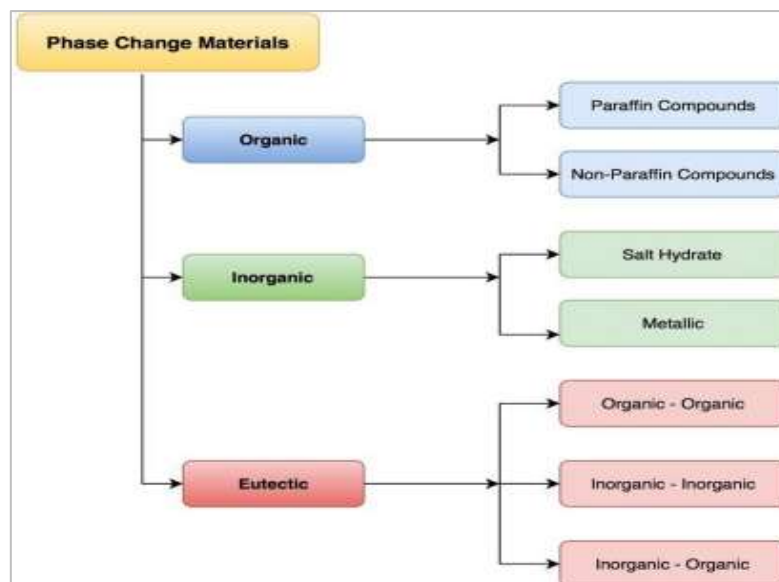 Phase Change Materials
Organic
Paraffin Compounds
Non-Paraffin Compounds
Inorganic
Salt Hydrate
Metallic
Eutectic
Organic - Organic
Inorganic - Inorganic
Inorganic - Organic